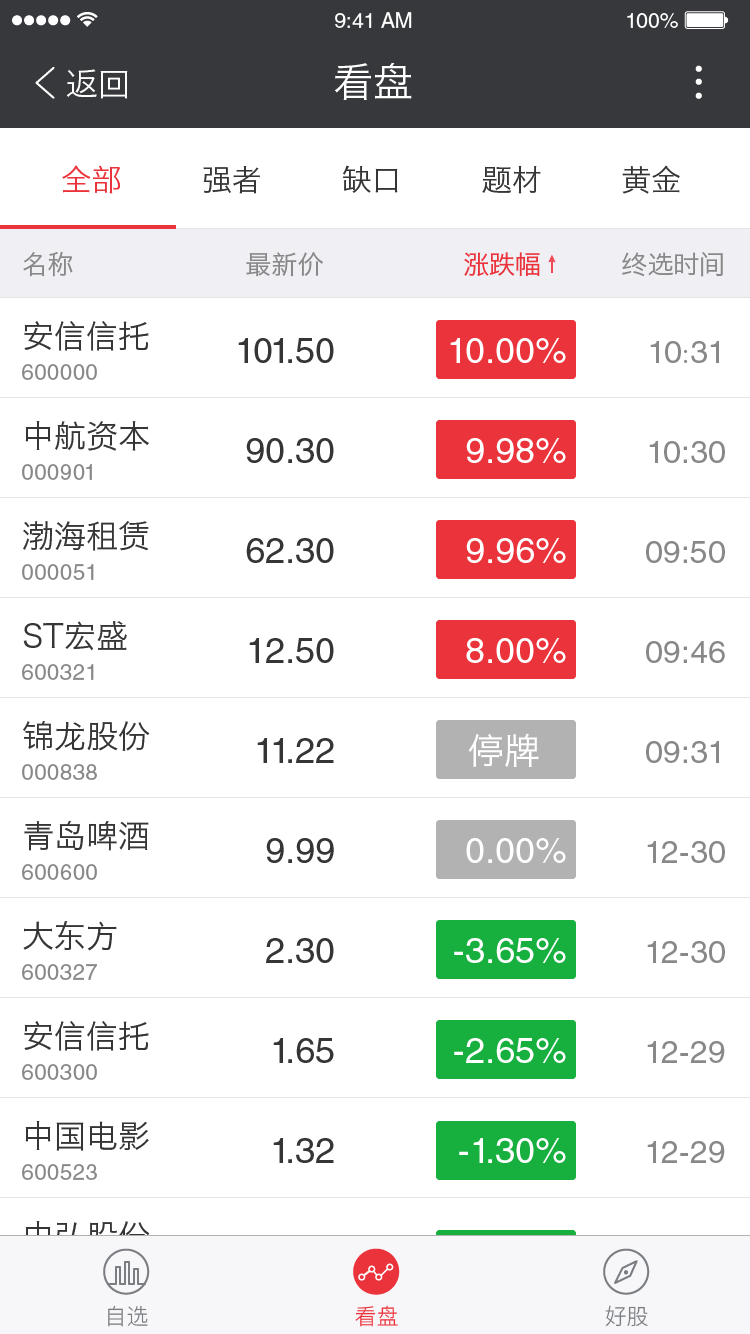 9:41 AM 100%
返回 看盘
全部 强者 缺口 题材 黄金
名称 最新价 涨跌幅 终选时间
安信信托 101.50 10.00% 10:31
600000
中航资本 90.30 9.98% 10:30
000901
渤海租赁 62.30 9.96% 09:50
000051
ST宏盛 12.50 8.00% 09:46
600321
锦龙股份 11.22 停牌 09:31
000838
青岛啤酒 9.99 0.00% 12-30
600600
大东方 2.30 -3.65% 12-30
600327
安信信托 1.65 -2.65% 12-29
600300
中国电影 1.32 -1.30% 12-29
600523
中弘股份
自选 看盘 好股